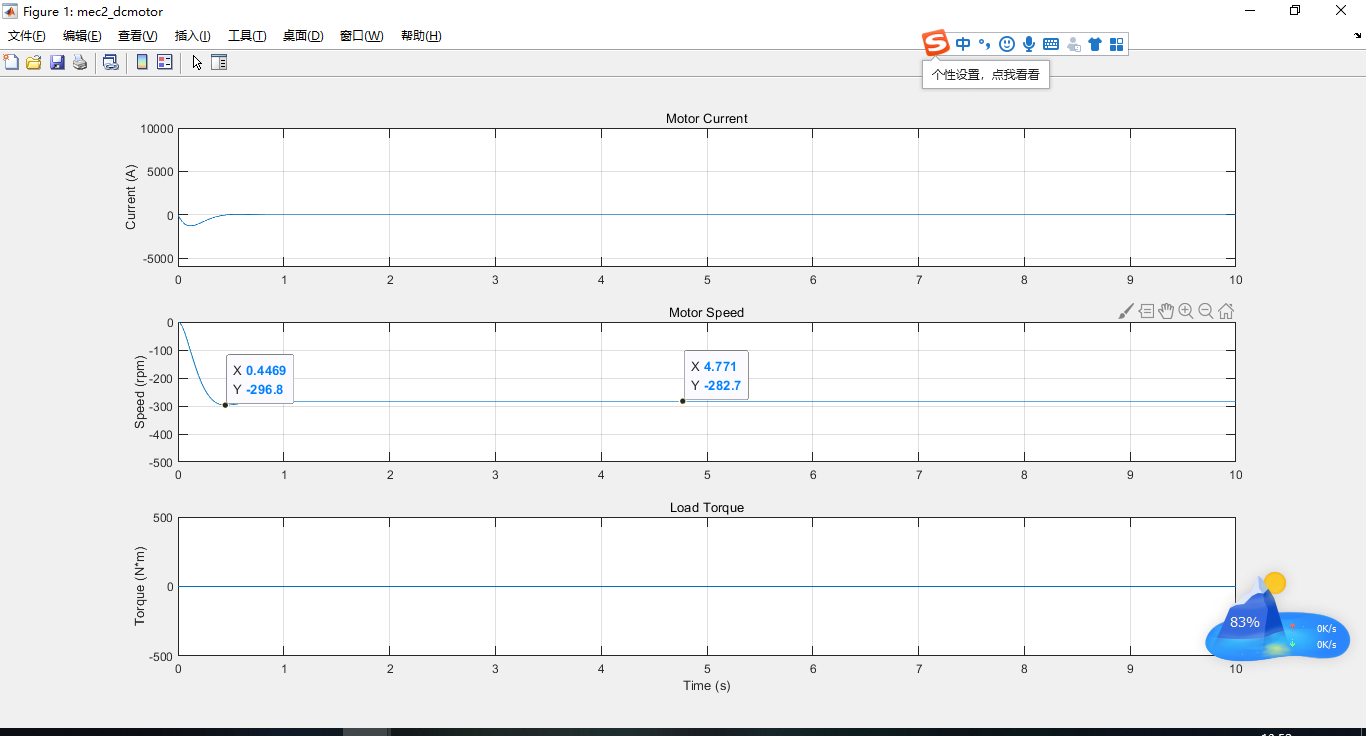 Figure 1: mec2_dcmotor
文件(F) 编辑(E) 查看(V) 插入(I) 工具(T) 桌面(D) 窗口(W) 帮助(H)
中
个性设置，点我看看
Motor Current
Current (A)
10000
5000
0
-5000
0 1 2 3 4 5 6 7 8 9 10
Motor Speed
Speed (rpm)
0
-100
-200
-300
-400
-500
X 0.4469
Y -296.8
X 4.771
Y -282.7
0 1 2 3 4 5 6 7 8 9 10
Load Torque
Torque (N*m)
500
0
-500
0 1 2 3 4 5 6 7 8 9 10
Time (s)
83%
0K/s
0K/s